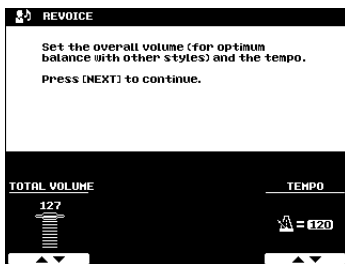 REVOICE
Set the overall volume (for optimum
balance with other styles) and the tempo.
Press [NEXT] to continue.
TOTAL VOLUME
TEMPO
127
= 120